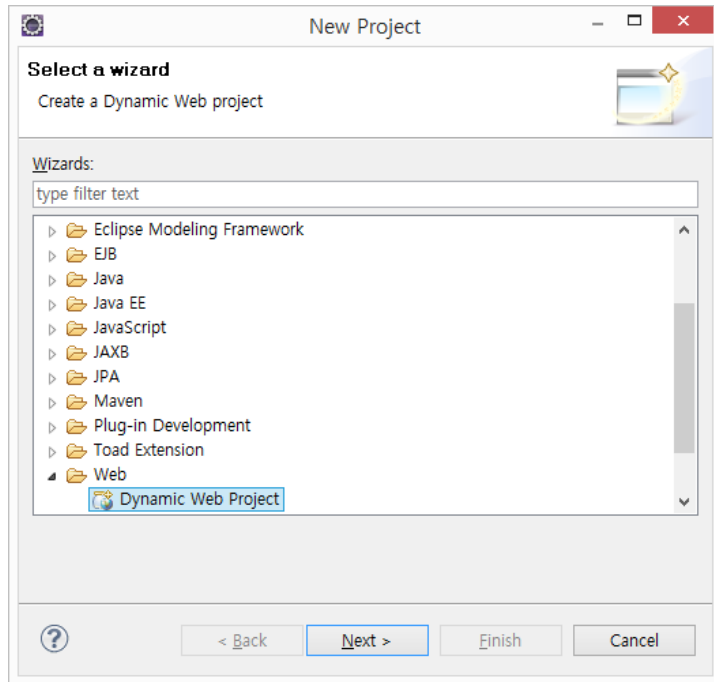 New Project
Select a wizard
Create a Dynamic Web project
Wizards:
type filter text
Eclipse Modeling Framework
EJB
Java
Java EE
JavaScript
JAXB
JPA
Maven
Plug-in Development
Toad Extension
Web
Dynamic Web Project
? < Back Next > Finish Cancel